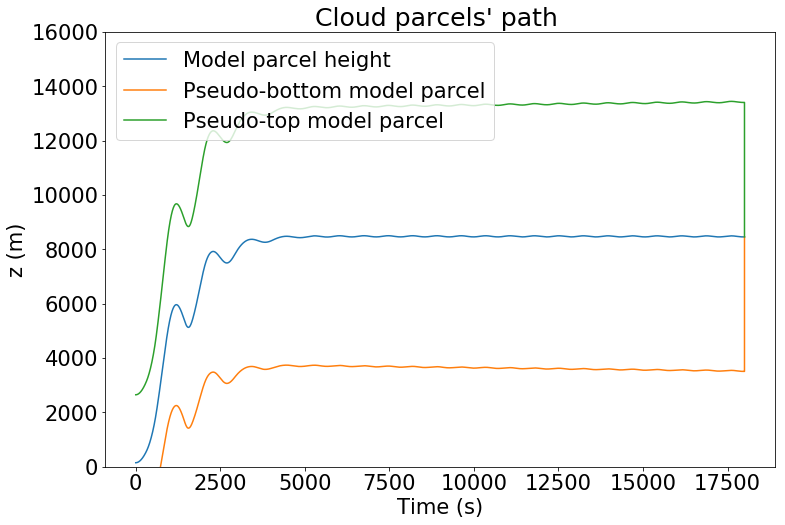 Cloud parcels' path
16000
14000
12000
10000
8000
6000
4000
2000
0
z (m)
Model parcel height
Pseudo-bottom model parcel
Pseudo-top model parcel
0 2500 5000 7500 10000 12500 15000 17500
Time (s)